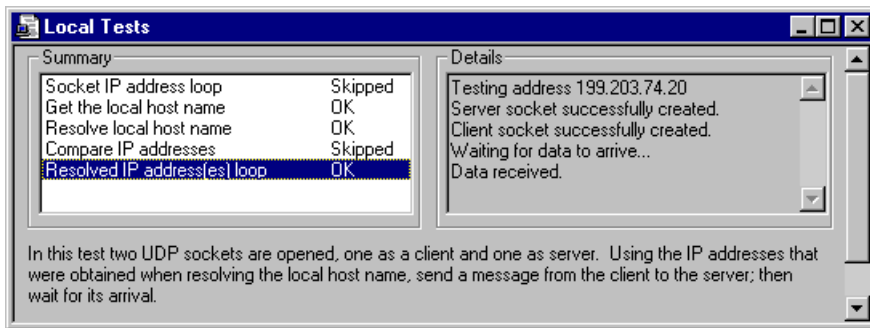 Local Tests
Summary
Socket IP address loop Skipped
Get the local host name OK
Resolve local host name OK
Compare IP addresses Skipped
Resolved IP address(es) loop OK
Details
Testing address 199.203.74.20
Server socket successfully created.
Client socket successfully created.
Waiting for data to arrive...
Data received.
In this test two UDP sockets are opened, one as a client and one as server. Using the IP addresses that
were obtained when resolving the local host name, send a message from the client to the server; then
wait for its arrival.